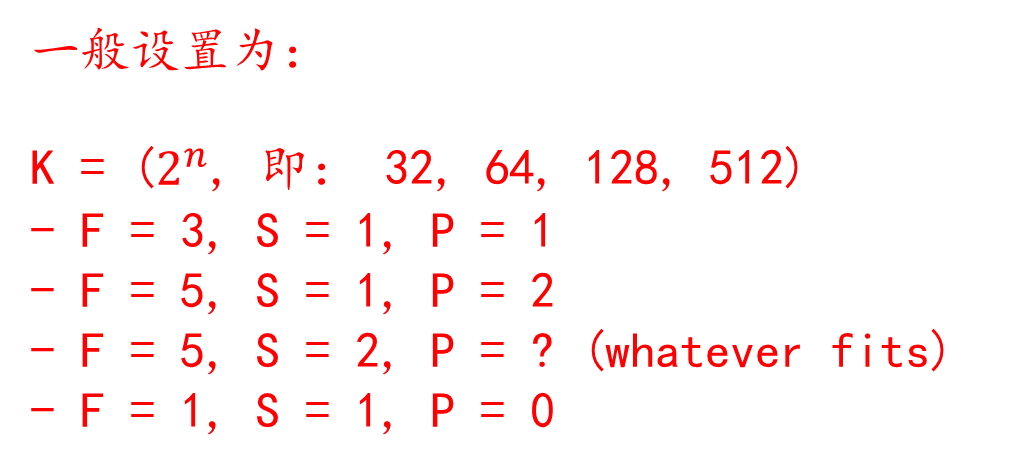 一般设置为：
K = (2ⁿ, 即： 32, 64, 128, 512)
- F = 3, S = 1, P = 1
- F = 5, S = 1, P = 2
- F = 5, S = 2, P = ? (whatever fits)
- F = 1, S = 1, P = 0